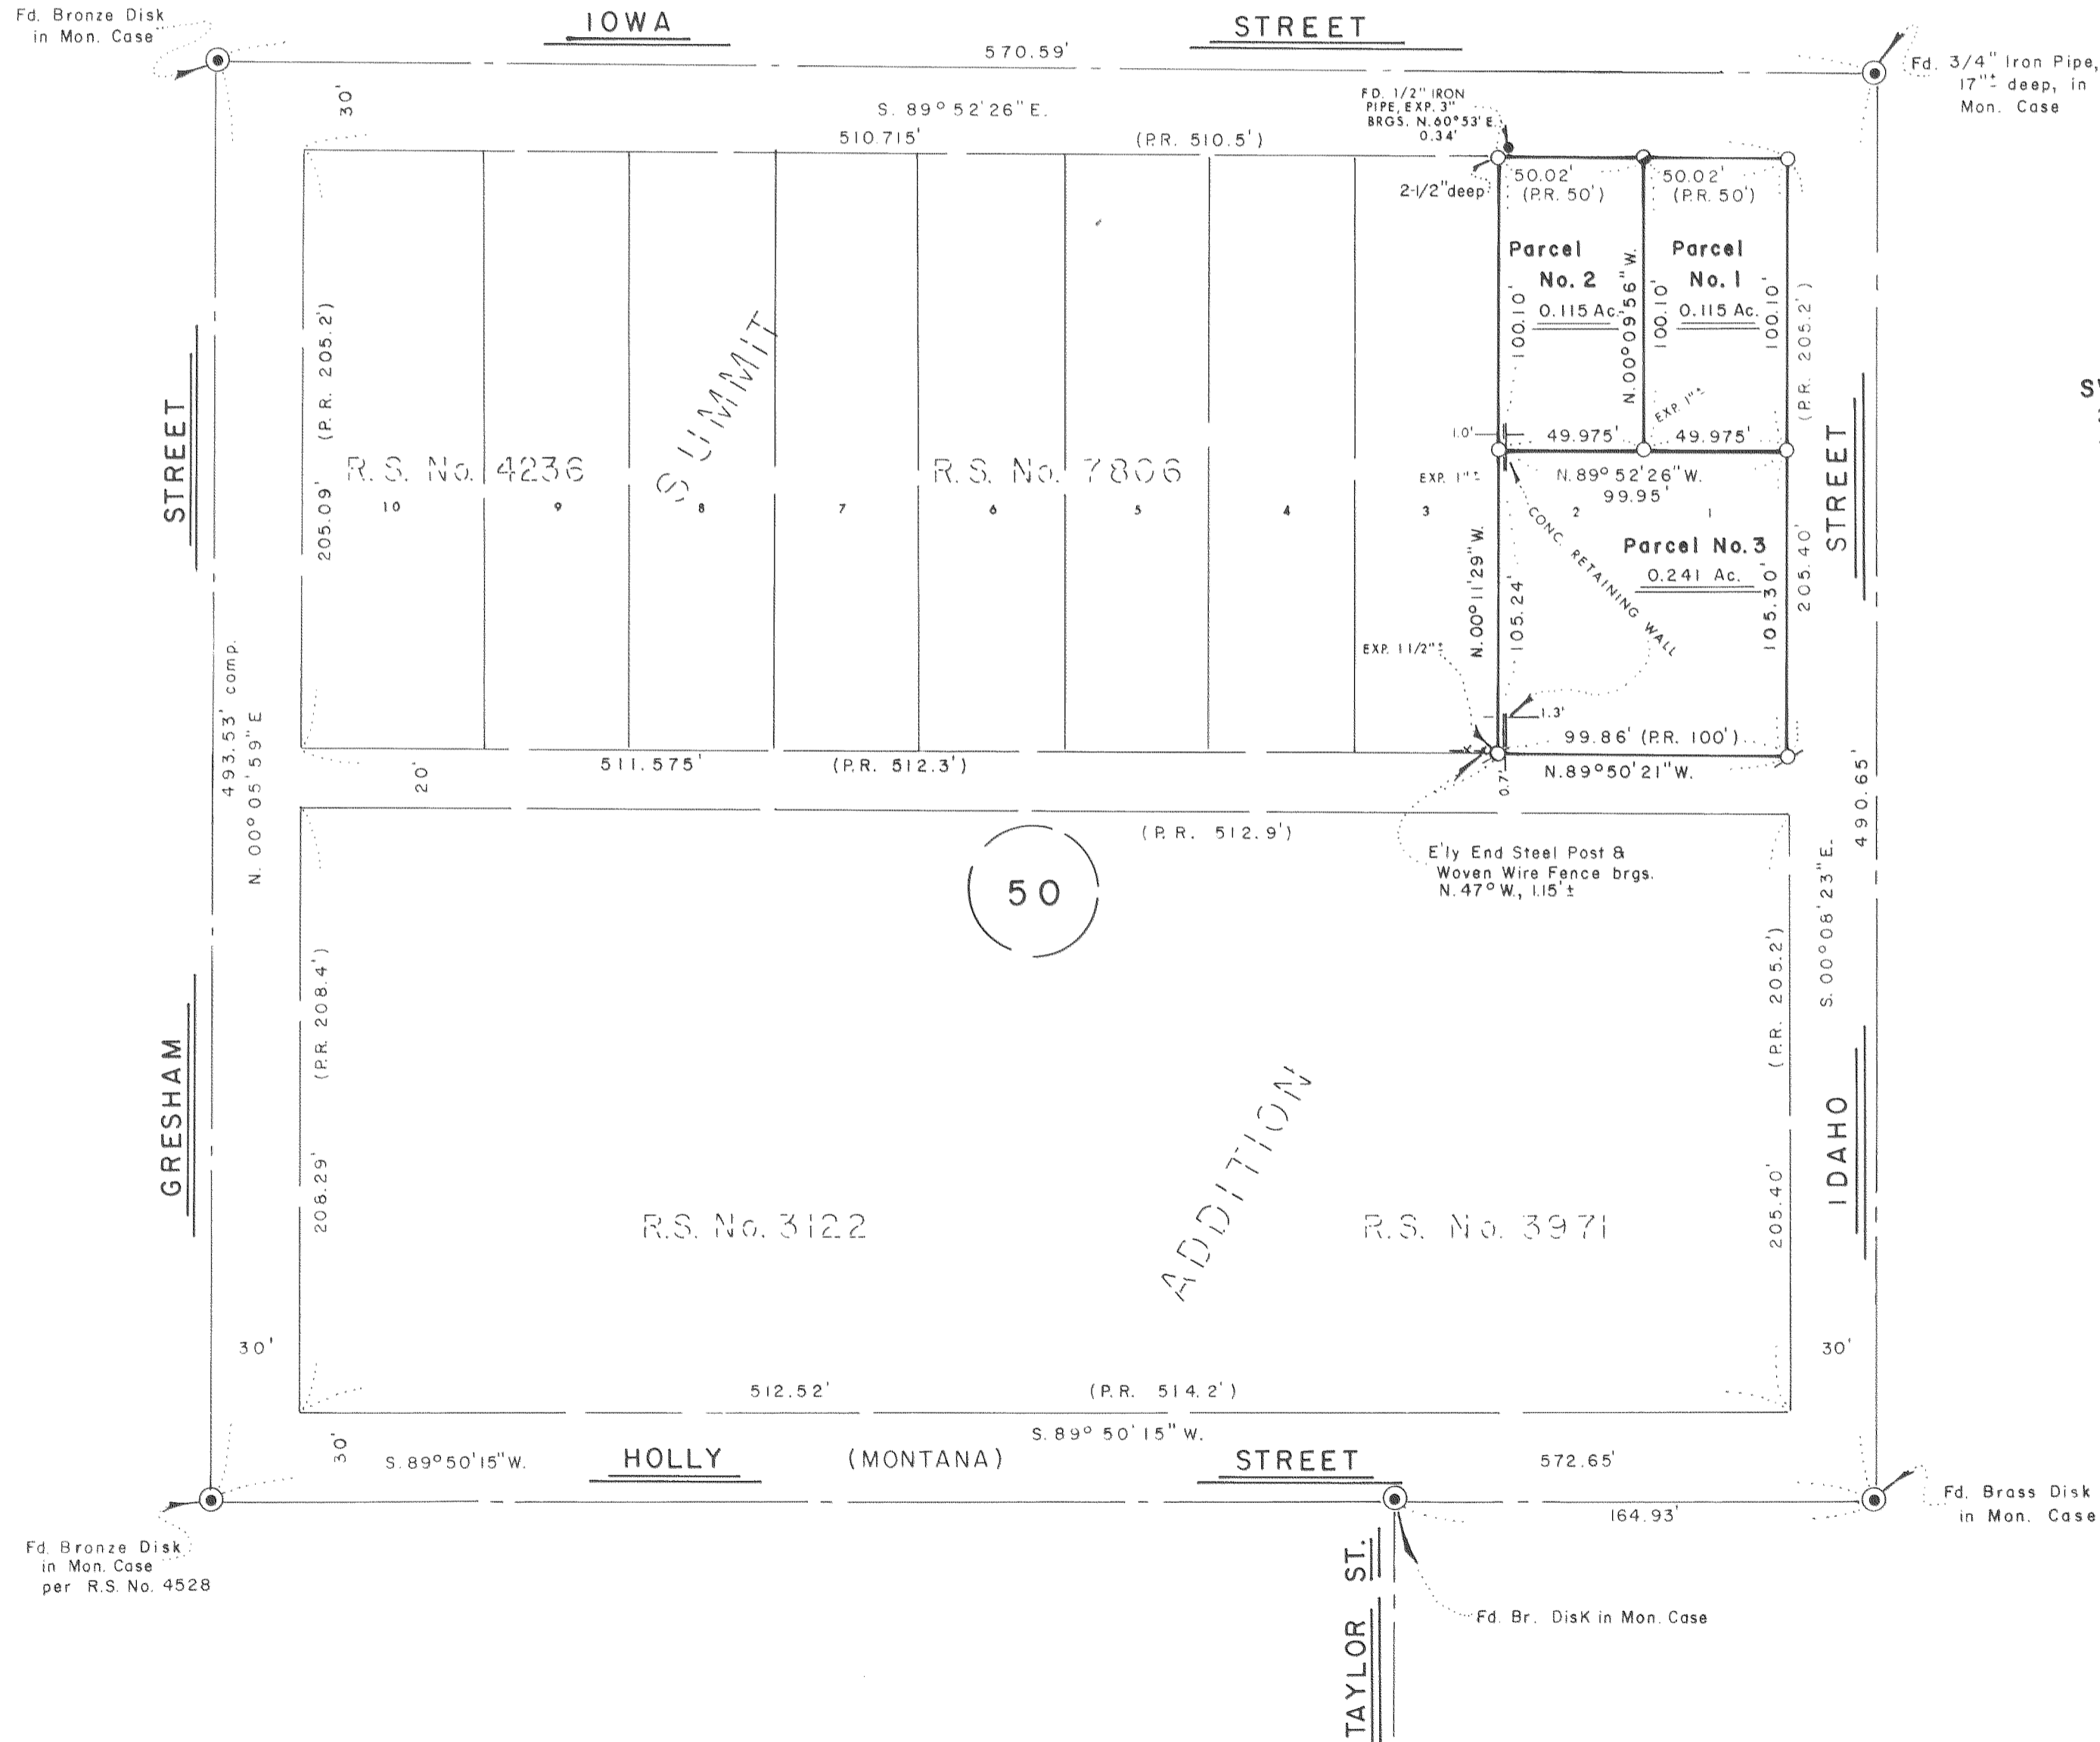 Fd. Bronze Disk
in Mon. Case
IOWA
STREET
570.59'
Fd. 3/4" Iron Pipe,
17"± deep, in
Mon. Case
30'
S. 89° 52' 26" E.
510.715'
(P.R. 510.5')
FD. 1/2" IRON
PIPE, EXP. 3"
BRGS. N.60°53' E.
0.34'
2-1/2" deep
50.02'
(P.R. 50')
50.02'
(P.R. 50')
Parcel
No. 2
0.115 Ac.
Parcel
No. 1
0.115 Ac.
100.10'
N.00°09'56" W.
100.10'
100.10'
(P.R. 205.2')
(P.R. 205.2')
205.09'
STREET
SUMMIT
R.S. No. 4236
R.S. No. 7806
10
9
8
7
6
5
4
3
2
1
1.0'
49.975'
49.975'
EXP. 1"±
EXP. 1"±
N.89° 52'26" W.
99.95'
CONC. RETAINING WALL
Parcel No. 3
0.241 Ac.
N.00°11'29" W.
105.24'
105.30'
205.40'
STREET
EXP. 1 1/2"±
1.3'
99.86' (P.R. 100')
N.89°50'21" W.
0.7'
493.53' comp.
N. 00° 05' 59" E
20'
511.575'
(P.R. 512.3')
(P.R. 512.9')
50
E'ly End Steel Post &
Woven Wire Fence brgs.
N. 47° W., 1.15' ±
490.65'
S. 00° 08' 23" E.
GRESHAM
(P.R. 208.4')
208.29'
(P.R. 205.2')
205.40'
IDAHO
ADDITION
R.S. No. 3122
R.S. No. 3971
30'
30'
512.52'
(P.R. 514.2')
S. 89° 50' 15" W.
30'
S. 89°50'15" W.
HOLLY
(MONTANA)
STREET
572.65'
164.93'
Fd. Brass Disk
in Mon. Case
Fd. Bronze Disk
in Mon. Case
per R.S. No. 4528
TAYLOR ST.
Fd. Br. DisK in Mon. Case